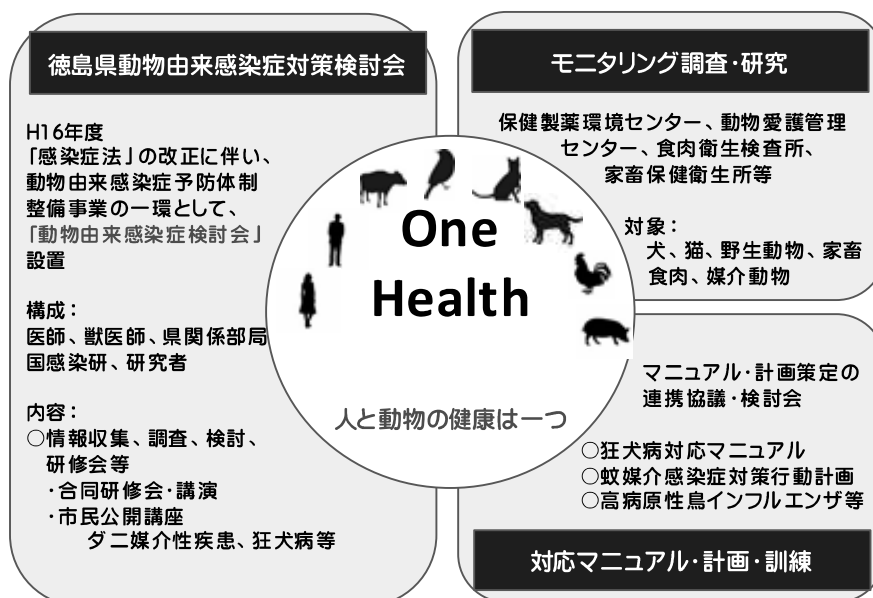 徳島県動物由来感染症対策検討会
H16年度
「感染症法」の改正に伴い、
動物由来感染症予防体制
整備事業の一環として、
「動物由来感染症検討会」
設置
構成：
医師、獣医師、県関係部局
国感染研、研究者
内容：
○情報収集、調査、検討、
研修会等
・合同研修会・講演
・市民公開講座
ダニ媒介性疾患、狂犬病等
One
Health
人と動物の健康は一つ
モニタリング調査・研究
保健製薬環境センター、動物愛護管理
センター、食肉衛生検査所、
家畜保健衛生所等
対象：
犬、猫、野生動物、家畜
食肉、媒介動物
マニュアル・計画策定の
連携協議・検討会
○狂犬病対応マニュアル
○蚊媒介感染症対策行動計画
○高病原性鳥インフルエンザ等
対応マニュアル・計画・訓練